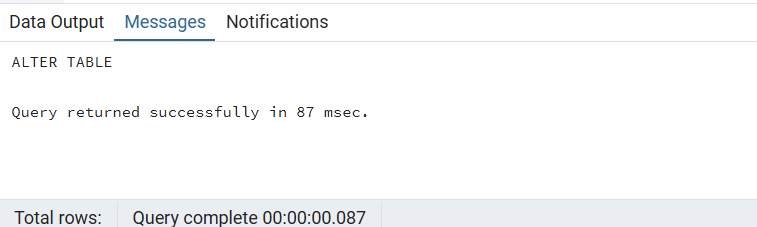 Data Output Messages Notifications
ALTER TABLE
Query returned successfully in 87 msec.
Total rows: Query complete 00:00:00.087